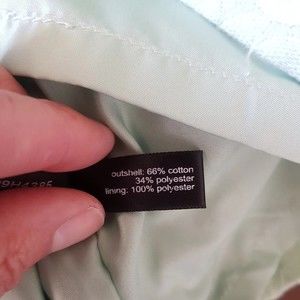 outshell: 66% cotton
34% polyester
lining: 100% polyester